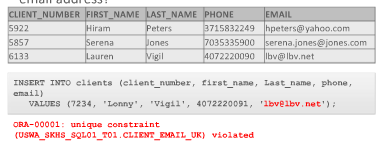 email address?
CLIENT_NUMBER FIRST_NAME LAST_NAME PHONE EMAIL
5922 Hiram Peters 3715832249 hpeters@yahoo.com
5857 Serena Jones 7035335900 serena.jones@jones.com
6133 Lauren Vigil 4072220090 lbv@lbv.net
INSERT INTO clients (client_number, first_name, Last_name, phone,
email)
VALUES (7234, 'Lonny', 'Vigil', 4072220091, 'lbv@lbv.net');
ORA-00001: unique constraint
(USWA_SKHS_SQL01_T01.CLIENT_EMAIL_UK) violated